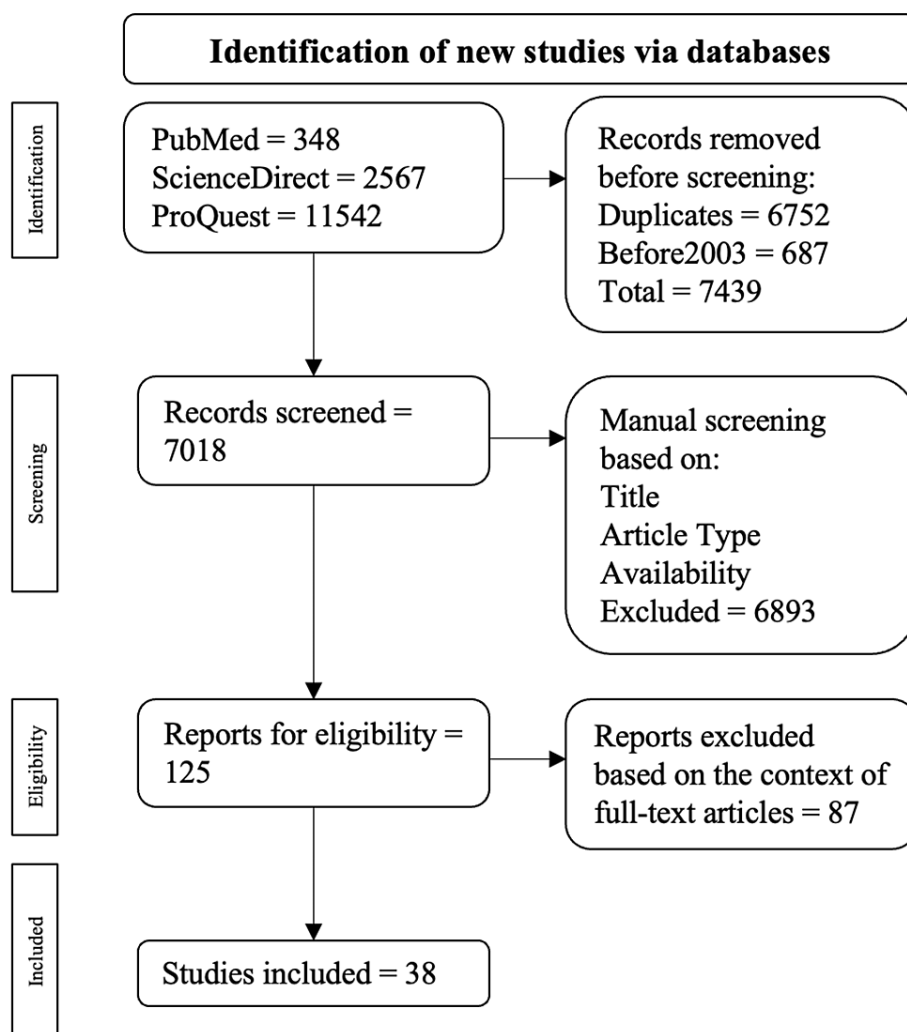 Identification of new studies via databases
Identification
PubMed = 348
ScienceDirect = 2567
ProQuest = 11542
Records removed
before screening:
Duplicates = 6752
Before2003 = 687
Total = 7439
Screening
Records screened =
7018
Manual screening
based on:
Title
Article Type
Availability
Excluded = 6893
Eligibility
Reports for eligibility =
125
Reports excluded
based on the context of
full-text articles = 87
Included
Studies included = 38